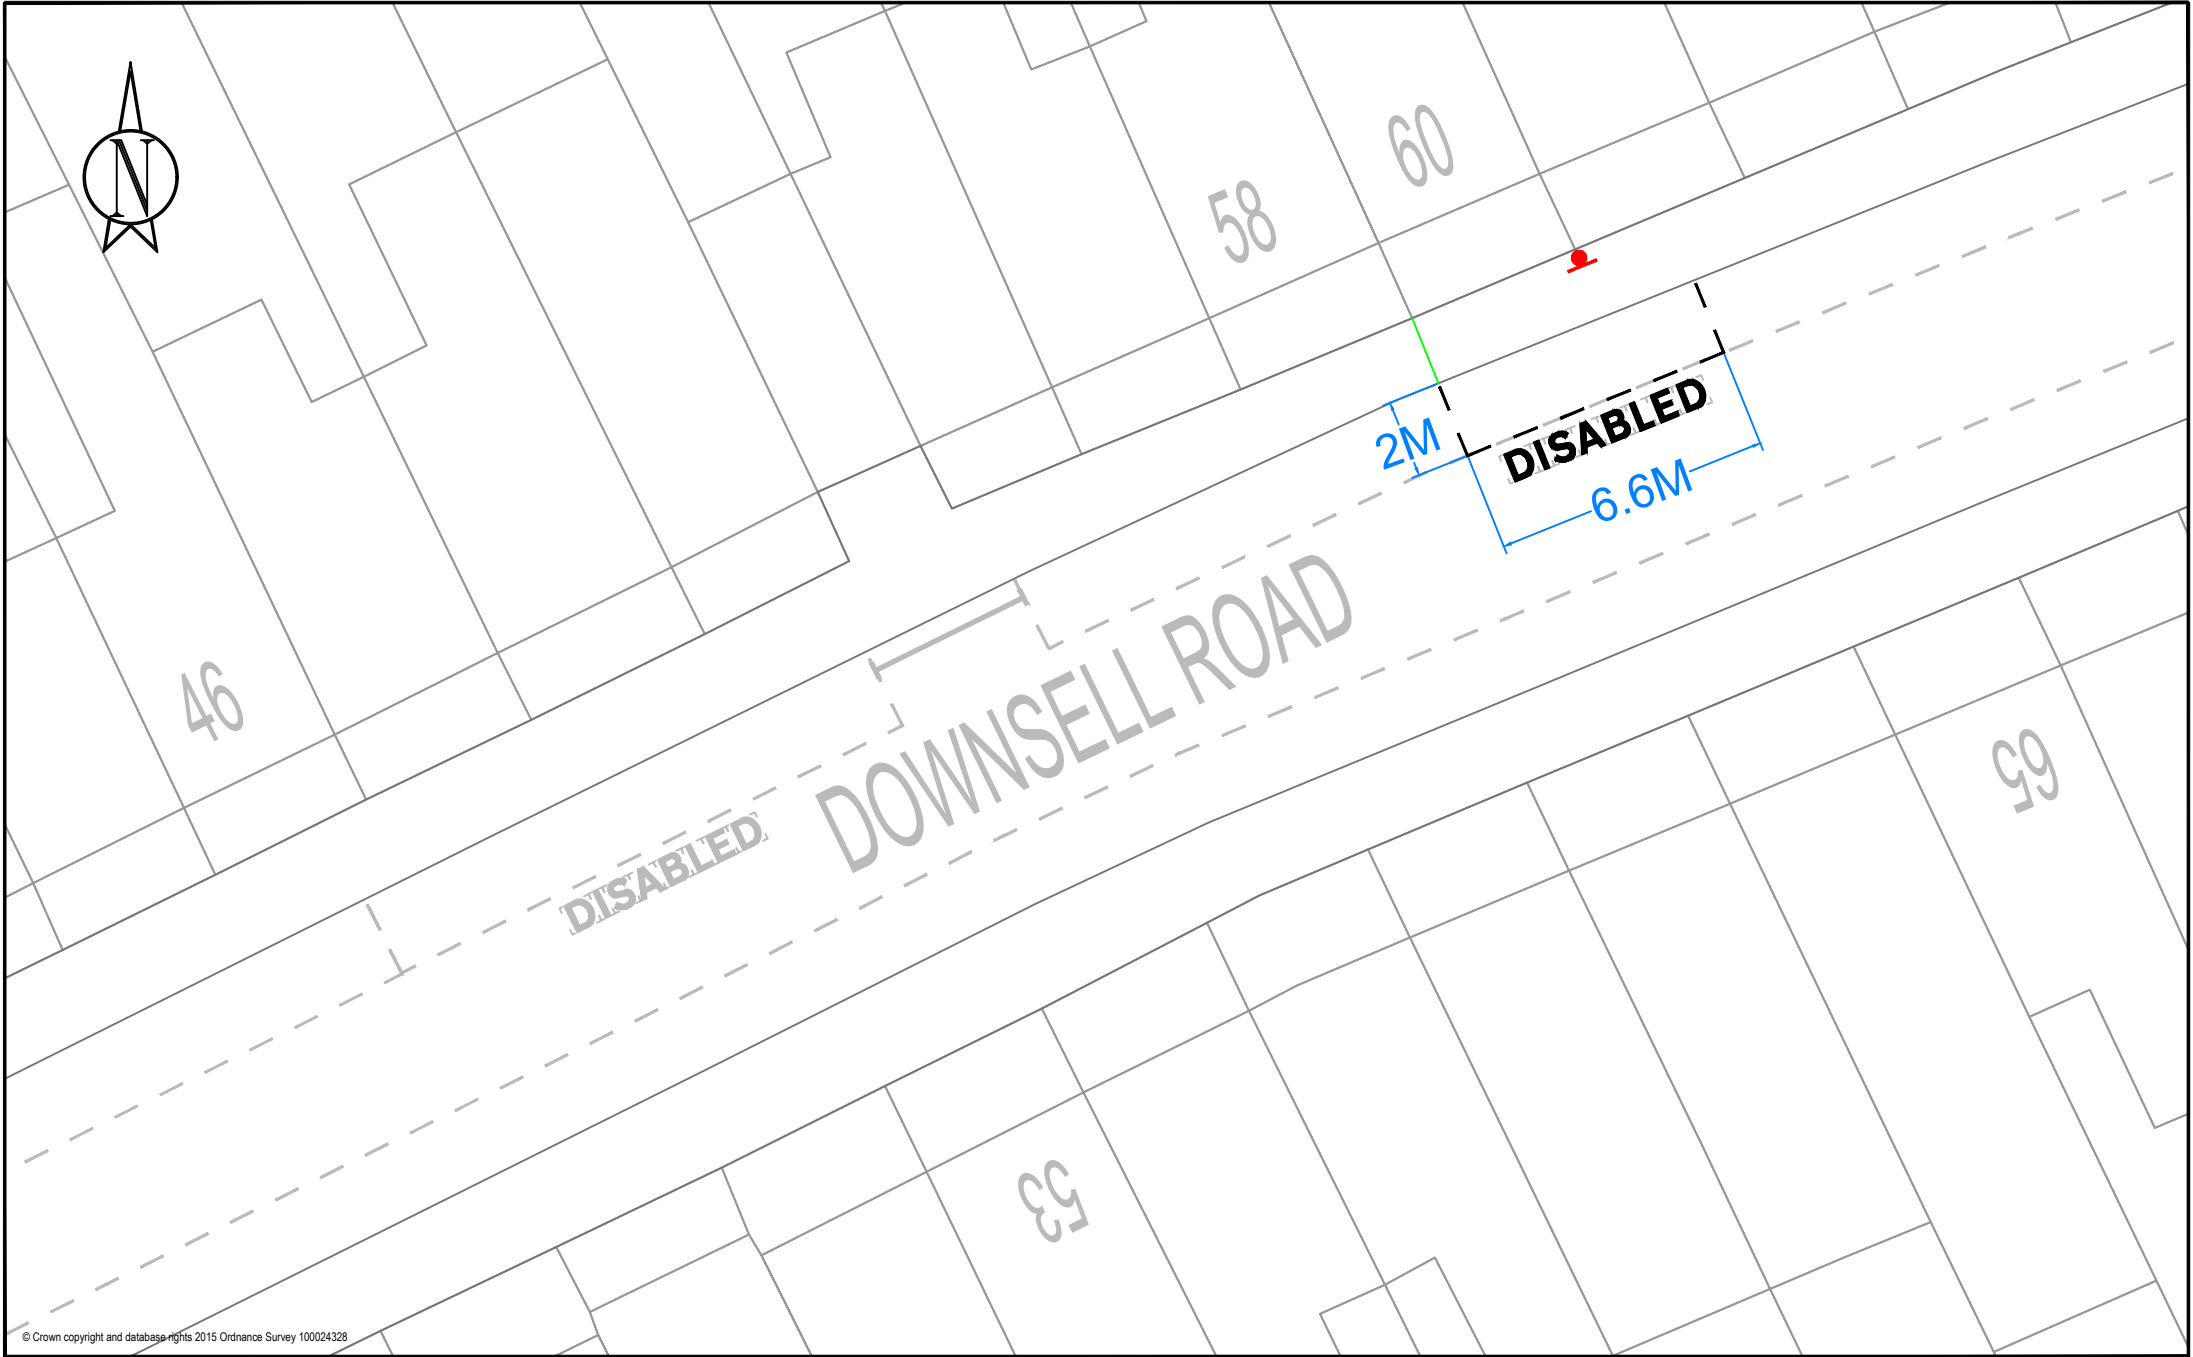 N
60
58
DISABLED
2M
6.6M
DOWNSELL ROAD
46
65
DISABLED
53
© Crown copyright and database rights 2015 Ordnance Survey 100024328